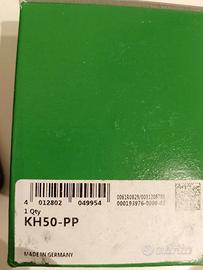 4 012802 049954
1 Qty
KH50-PP
MADE IN GERMANY